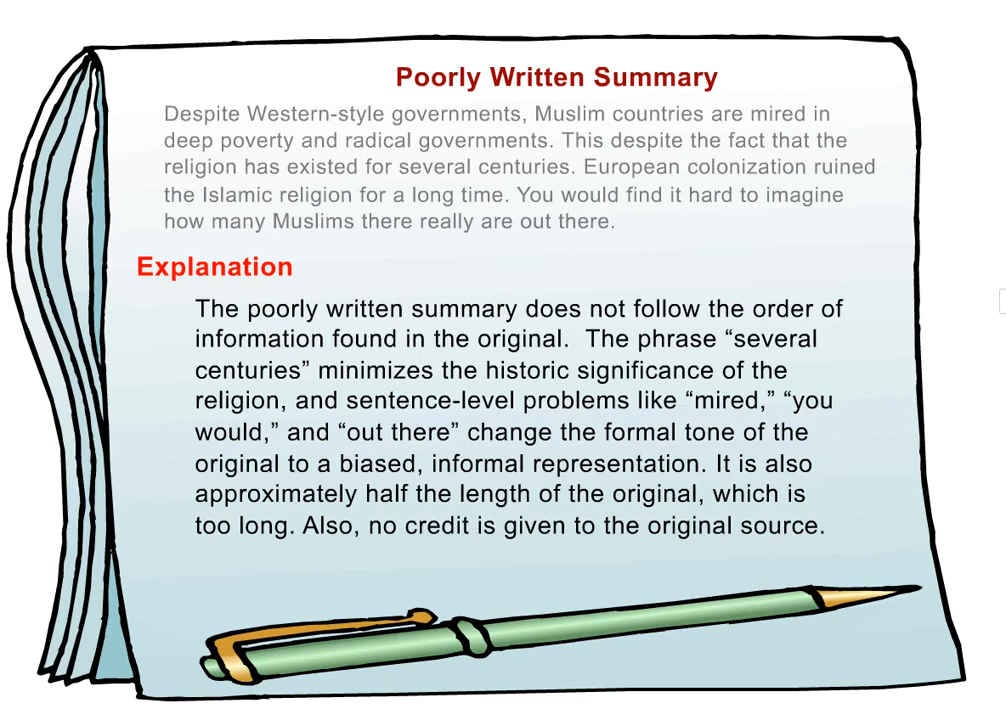 Poorly Written Summary
Despite Western-style governments, Muslim countries are mired in
deep poverty and radical governments. This despite the fact that the
religion has existed for several centuries. European colonization ruined
the Islamic religion for a long time. You would find it hard to imagine
how many Muslims there really are out there.
Explanation
The poorly written summary does not follow the order of
information found in the original.  The phrase “several
centuries” minimizes the historic significance of the
religion, and sentence-level problems like “mired,” “you
would,” and “out there” change the formal tone of the
original to a biased, informal representation. It is also
approximately half the length of the original, which is
too long. Also, no credit is given to the original source.